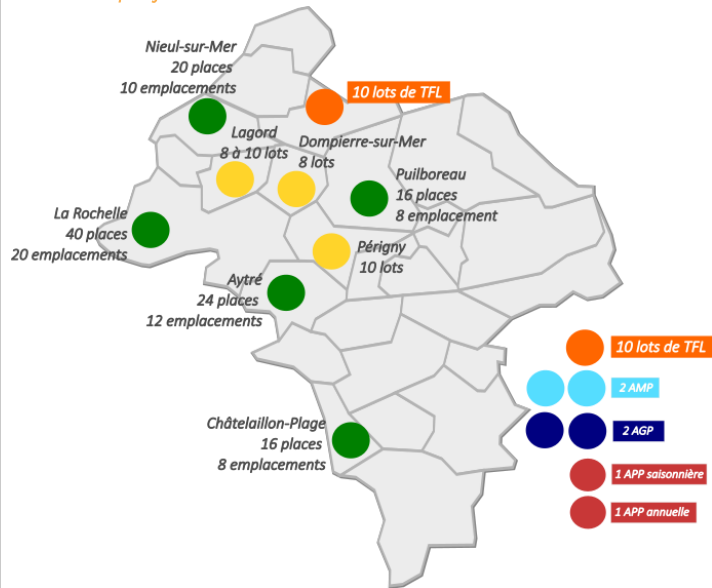 Nieul-sur-Mer
20 places
10 emplacements
10 lots de TFL
Lagord
8 à 10 lots
Dompierre-sur-Mer
8 lots
Puilboreau
16 places
8 emplacement
La Rochelle
40 places
20 emplacements
Périgny
10 lots
Aytré
24 places
12 emplacements
10 lots de TFL
2 AMP
2 AGP
Châtelaillon-Plage
16 places
8 emplacements
1 APP saisonnière
1 APP annuelle